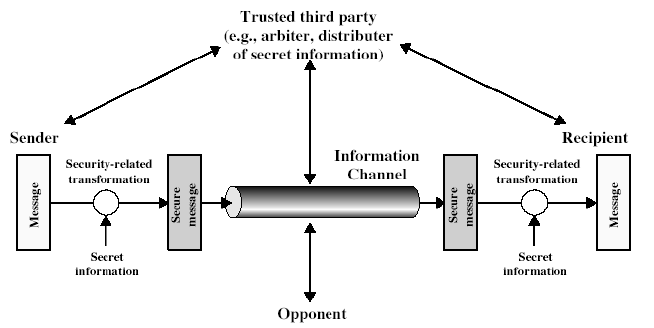 Trusted third party
(e.g., arbiter, distributer
of secret information)
Sender
Recipient
Security-related
transformation
Information
Channel
Security-related
transformation
Message
Secure
message
Secure
message
Message
Secret
information
Secret
information
Opponent